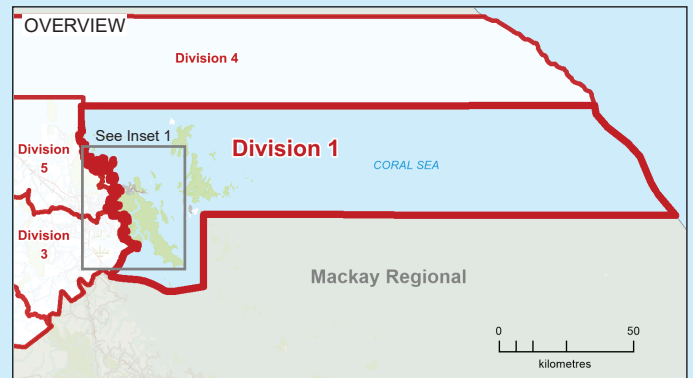 OVERVIEW
Division 4
See Inset 1
Division
5
Division 1
CORAL SEA
Division
3
Mackay Regional
0 50
kilometres